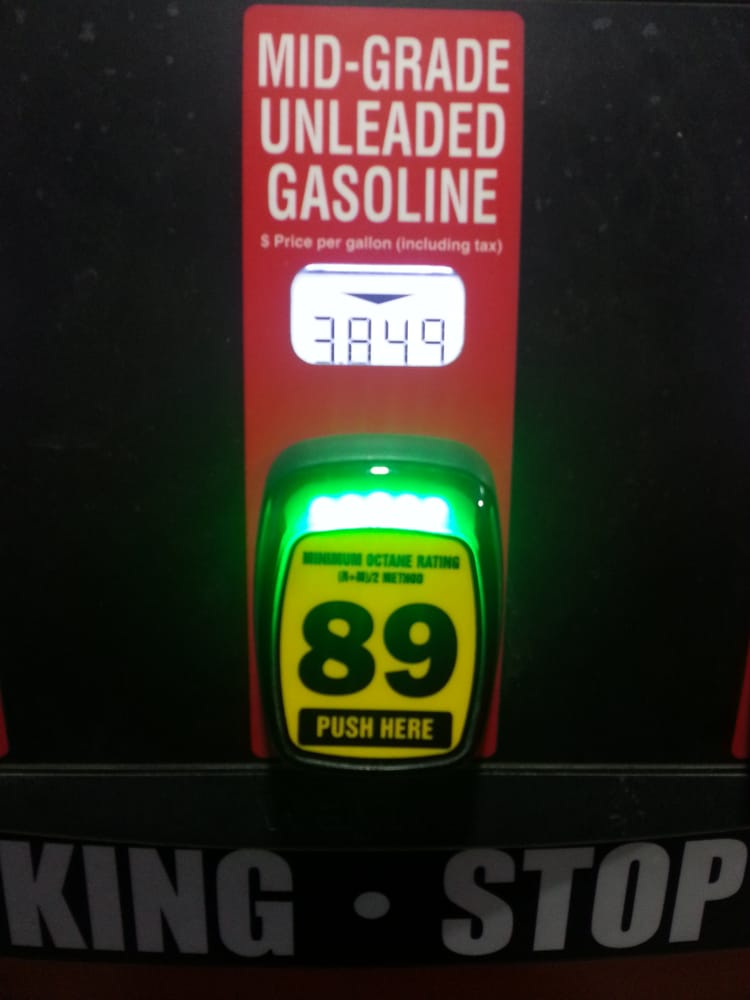 MID-GRADE
UNLEADED
GASOLINE
$ Price per gallon (including tax)
3.849
MINIMUM OCTANE RATING
(R+M)/2 METHOD
89
PUSH HERE
KING • STOP